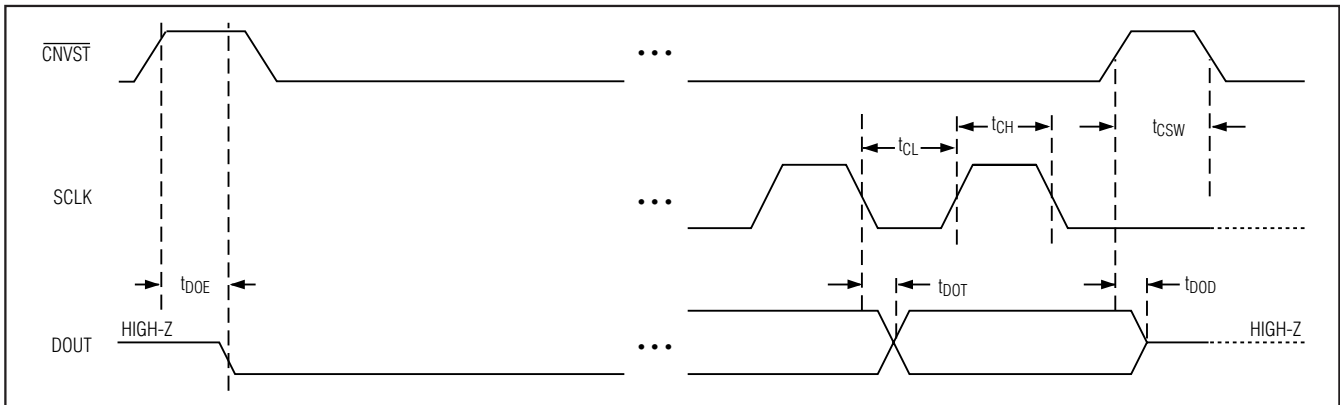 CNVST
• • •
tCH
tCSW
tCL
SCLK
• • •
tDOE
tDOT
tDOD
HIGH-Z
HIGH-Z
DOUT
• • •